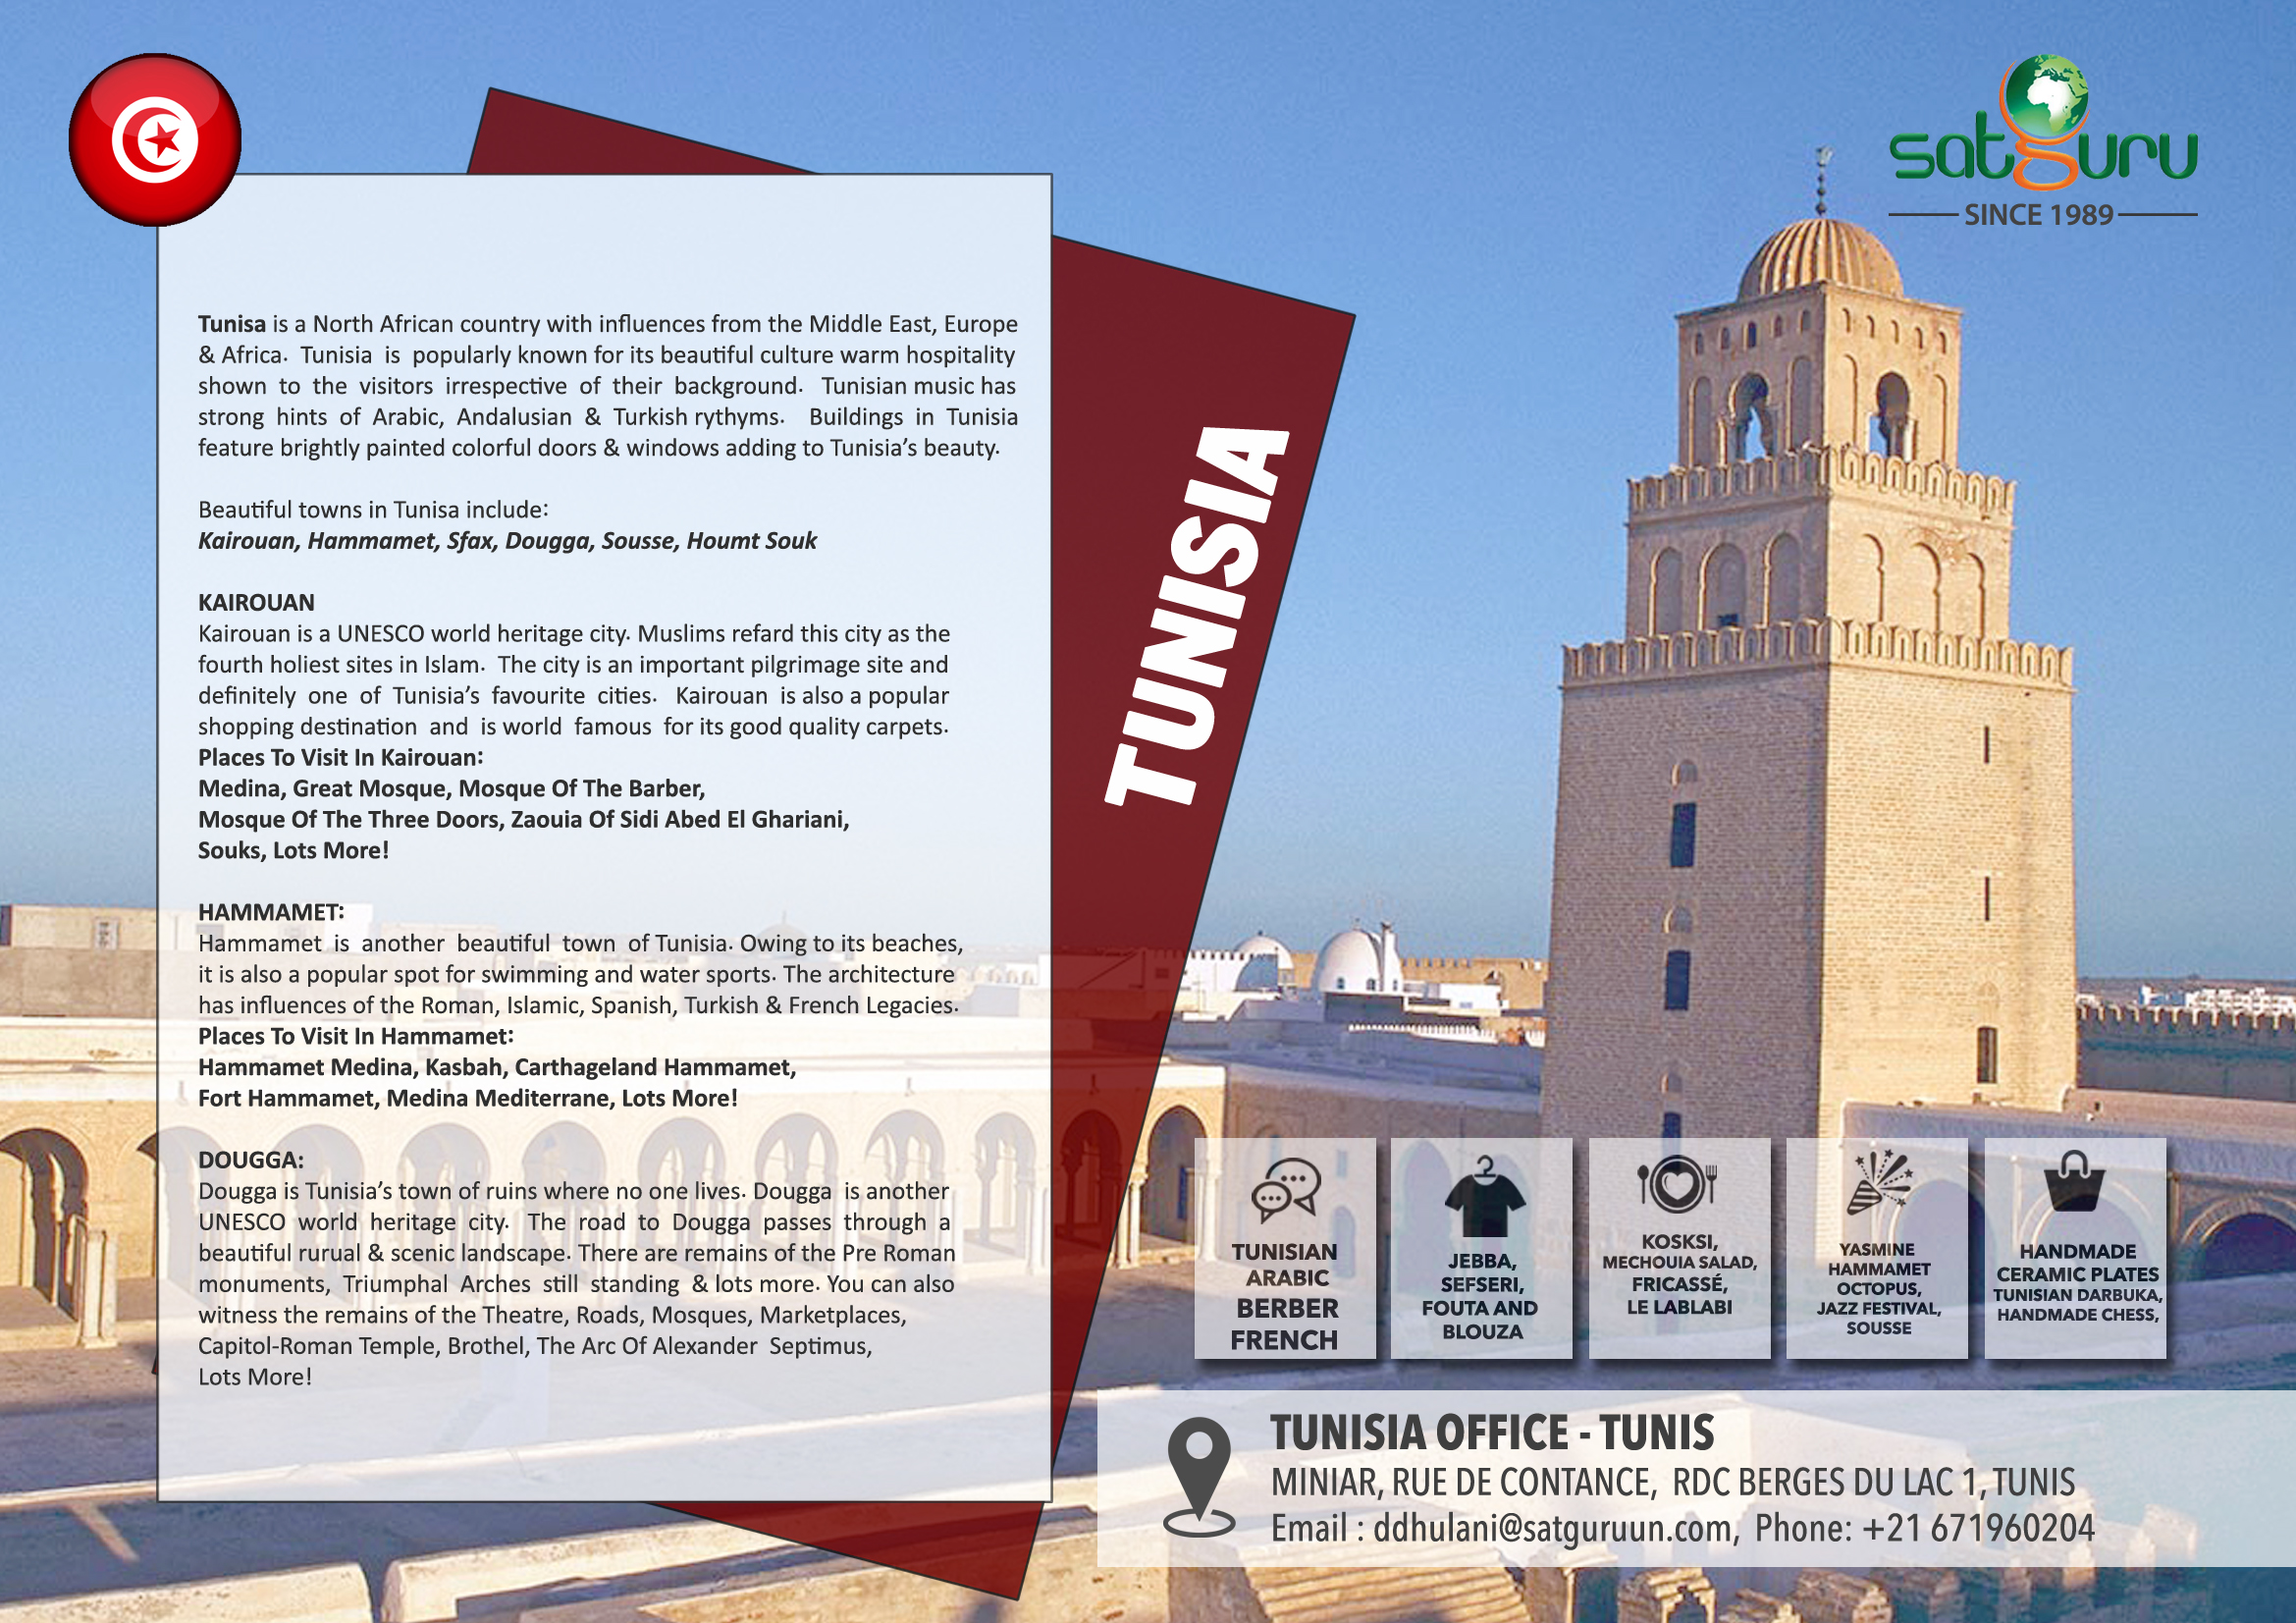 satguru
SINCE 1989
TUNISIA
Tunisa is a North African country with influences from the Middle East, Europe
& Africa. Tunisia is popularly known for its beautiful culture warm hospitality
shown to the visitors irrespective of their background. Tunisian music has
strong hints of Arabic, Andalusian & Turkish rythyms. Buildings in Tunisia
feature brightly painted colorful doors & windows adding to Tunisia's beauty.
Beautiful towns in Tunisa include:
Kairouan, Hammamet, Sfax, Dougga, Sousse, Houmt Souk
KAIROUAN
Kairouan is a UNESCO world heritage city. Muslims refard this city as the
fourth holiest sites in Islam. The city is an important pilgrimage site and
definitely one of Tunisia's favourite cities. Kairouan is also a popular
shopping destination and is world famous for its good quality carpets.
Places To Visit In Kairouan:
Medina, Great Mosque, Mosque Of The Barber,
Mosque Of The Three Doors, Zaouia Of Sidi Abed El Ghariani,
Souks, Lots More!
HAMMAMET:
Hammamet is another beautiful town of Tunisia. Owing to its beaches,
it is also a popular spot for swimming and water sports. The architecture
has influences of the Roman, Islamic, Spanish, Turkish & French Legacies.
Places To Visit In Hammamet:
Hammamet Medina, Kasbah, Carthageland Hammamet,
Fort Hammamet, Medina Mediterrane, Lots More!
DOUGGA:
Dougga is Tunisia's town of ruins where no one lives. Dougga is another
UNESCO world heritage city. The road to Dougga passes through a
beautiful rurual & scenic landscape. There are remains of the Pre Roman
monuments, Triumphal Arches still standing & lots more. You can also
witness the remains of the Theatre, Roads, Mosques, Marketplaces,
Capitol-Roman Temple, Brothel, The Arc Of Alexander Septimus,
Lots More!
TUNISIAN
ARABIC
BERBER
FRENCH
JEBBA,
SEFSERI,
FOUTA AND
BLOUZA
KOSKSI,
MECHOUIA SALAD,
FRICASSÉ,
LE LABLABI
YASMINE
HAMMAMET
OCTOPUS,
JAZZ FESTIVAL,
SOUSSE
HANDMADE
CERAMIC PLATES
TUNISIAN DARBUKA,
HANDMADE CHESS,
TUNISIA OFFICE - TUNIS
MINIAR, RUE DE CONTANCE, RDC BERGES DU LAC 1, TUNIS
Email : ddhulani@satguruun.com, Phone: +21 671960204